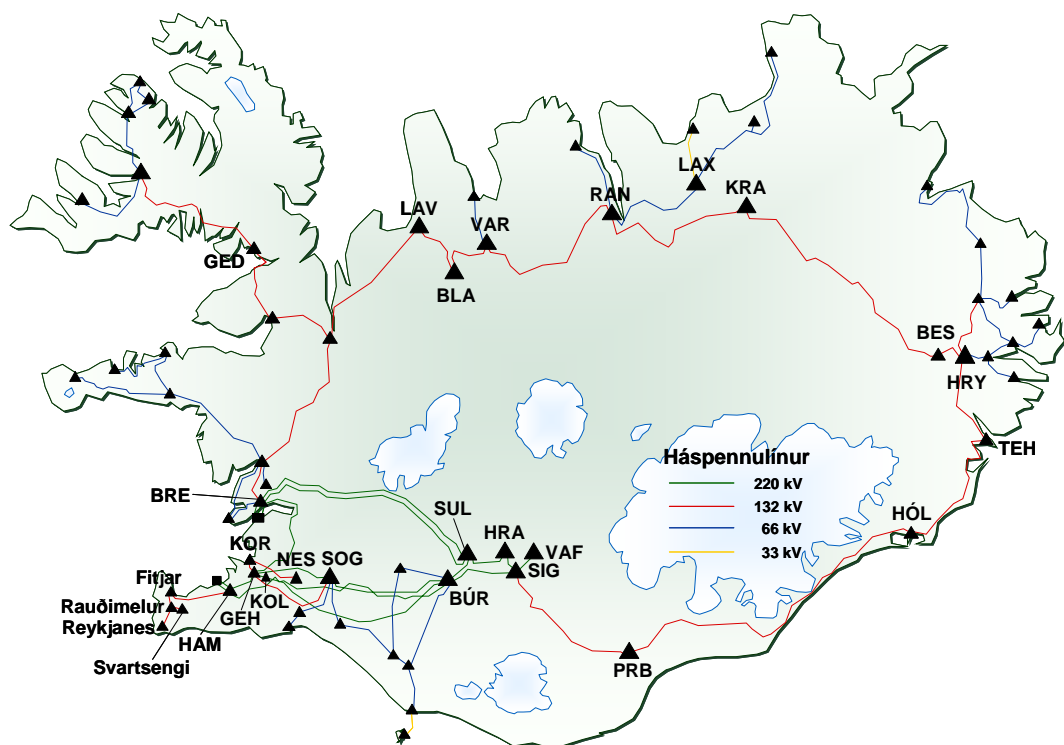 LAX
RAN
KRA
LAV
VAR
GED
BLA
BES
HRY
TEH
Háspennulínur
220 kV
132 kV
66 kV
33 kV
BRE
SUL
HRA
VAF
HÓL
KOR
NES
SOG
SIG
Fitjar
KOL
BÚR
Rauðimelur
GEH
Reykjanes
HAM
Svartsengi
PRB